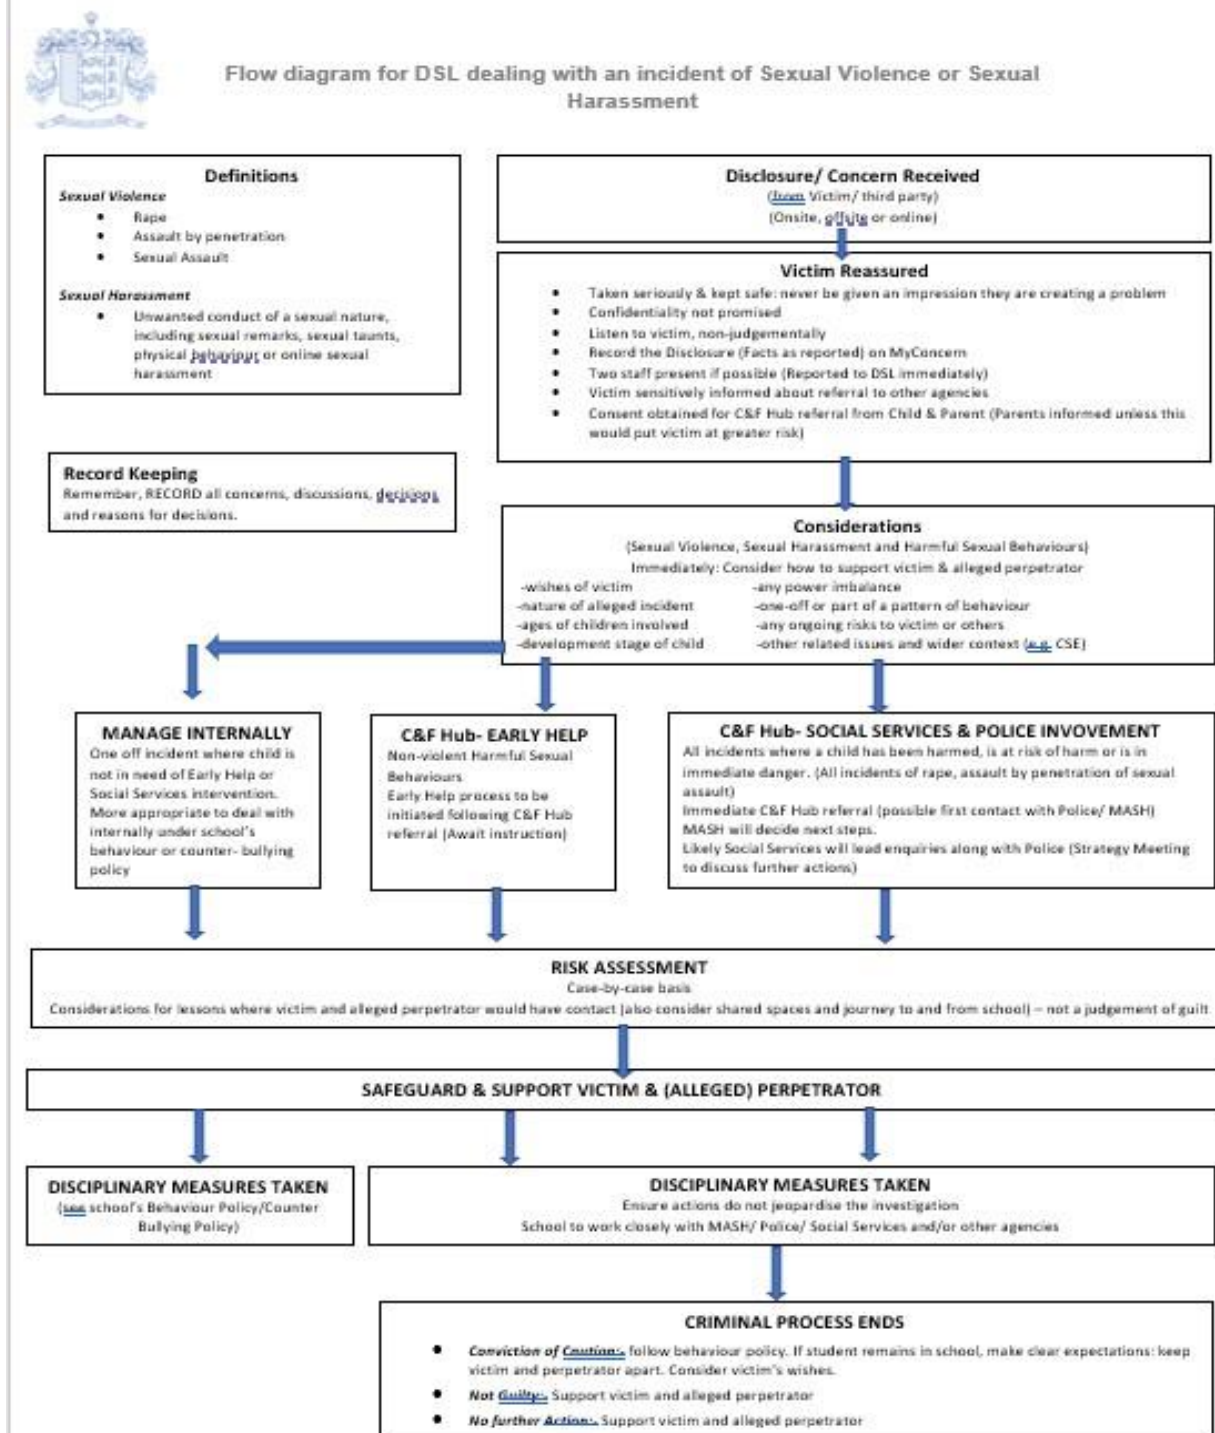 Flow diagram for DSL dealing with an incident of Sexual Violence or Sexual
Harassment
Definitions
Sexual Violence
• Rape
• Assault by penetration
• Sexual Assault
Sexual Harassment
• Unwanted conduct of a sexual nature,
including sexual remarks, sexual taunts,
physical behaviour or online sexual
harassment
Record Keeping
Remember, RECORD all concerns, discussions, decisions
and reasons for decisions.
Disclosure/ Concern Received
(from Victim/ third party)
(Onsite, offsite or online)
Victim Reassured
• Taken seriously & kept safe: never be given an impression they are creating a problem
• Confidentiality not promised
• Listen to victim, non-judgementally
• Record the Disclosure (Facts as reported) on MyConcern
• Two staff present if possible (Reported to DSL immediately)
• Victim sensitively informed about referral to other agencies
• Consent obtained for C&F Hub referral from Child & Parent (Parents informed unless this
would put victim at greater risk)
Considerations
(Sexual Violence, Sexual Harassment and Harmful Sexual Behaviours)
Immediately: Consider how to support victim & alleged perpetrator
-wishes of victim -any power imbalance
-nature of alleged incident -one-off or part of a pattern of behaviour
-ages of children involved -any ongoing risks to victim or others
-development stage of child -other related issues and wider context (e.g. CSE)
MANAGE INTERNALLY
One off incident where child is
not in need of Early Help or
Social Services intervention.
More appropriate to deal with
internally under school's
behaviour or counter- bullying
policy
C&F Hub- EARLY HELP
Non-violent Harmful Sexual
Behaviours
Early Help process to be
initiated following C&F Hub
referral (Await instruction)
C&F Hub- SOCIAL SERVICES & POLICE INVOVEMENT
All incidents where a child has been harmed, is at risk of harm or is in
immediate danger. (All incidents of rape, assault by penetration of sexual
assault)
Immediate C&F Hub referral (possible first contact with Police/ MASH)
MASH will decide next steps.
Likely Social Services will lead enquiries along with Police (Strategy Meeting
to discuss further actions)
RISK ASSESSMENT
Case-by-case basis
Considerations for lessons where victim and alleged perpetrator would have contact (also consider shared spaces and journey to and from school) – not a judgement of guilt
SAFEGUARD & SUPPORT VICTIM & (ALLEGED) PERPETRATOR
DISCIPLINARY MEASURES TAKEN
(see school's Behaviour Policy/Counter
Bullying Policy)
DISCIPLINARY MEASURES TAKEN
Ensure actions do not jeopardise the investigation
School to work closely with MASH/ Police/ Social Services and/or other agencies
CRIMINAL PROCESS ENDS
• Conviction of Caution:- follow behaviour policy. If student remains in school, make clear expectations: keep
victim and perpetrator apart. Consider victim's wishes.
• Not Guilty:- Support victim and alleged perpetrator
• No further Action:- Support victim and alleged perpetrator